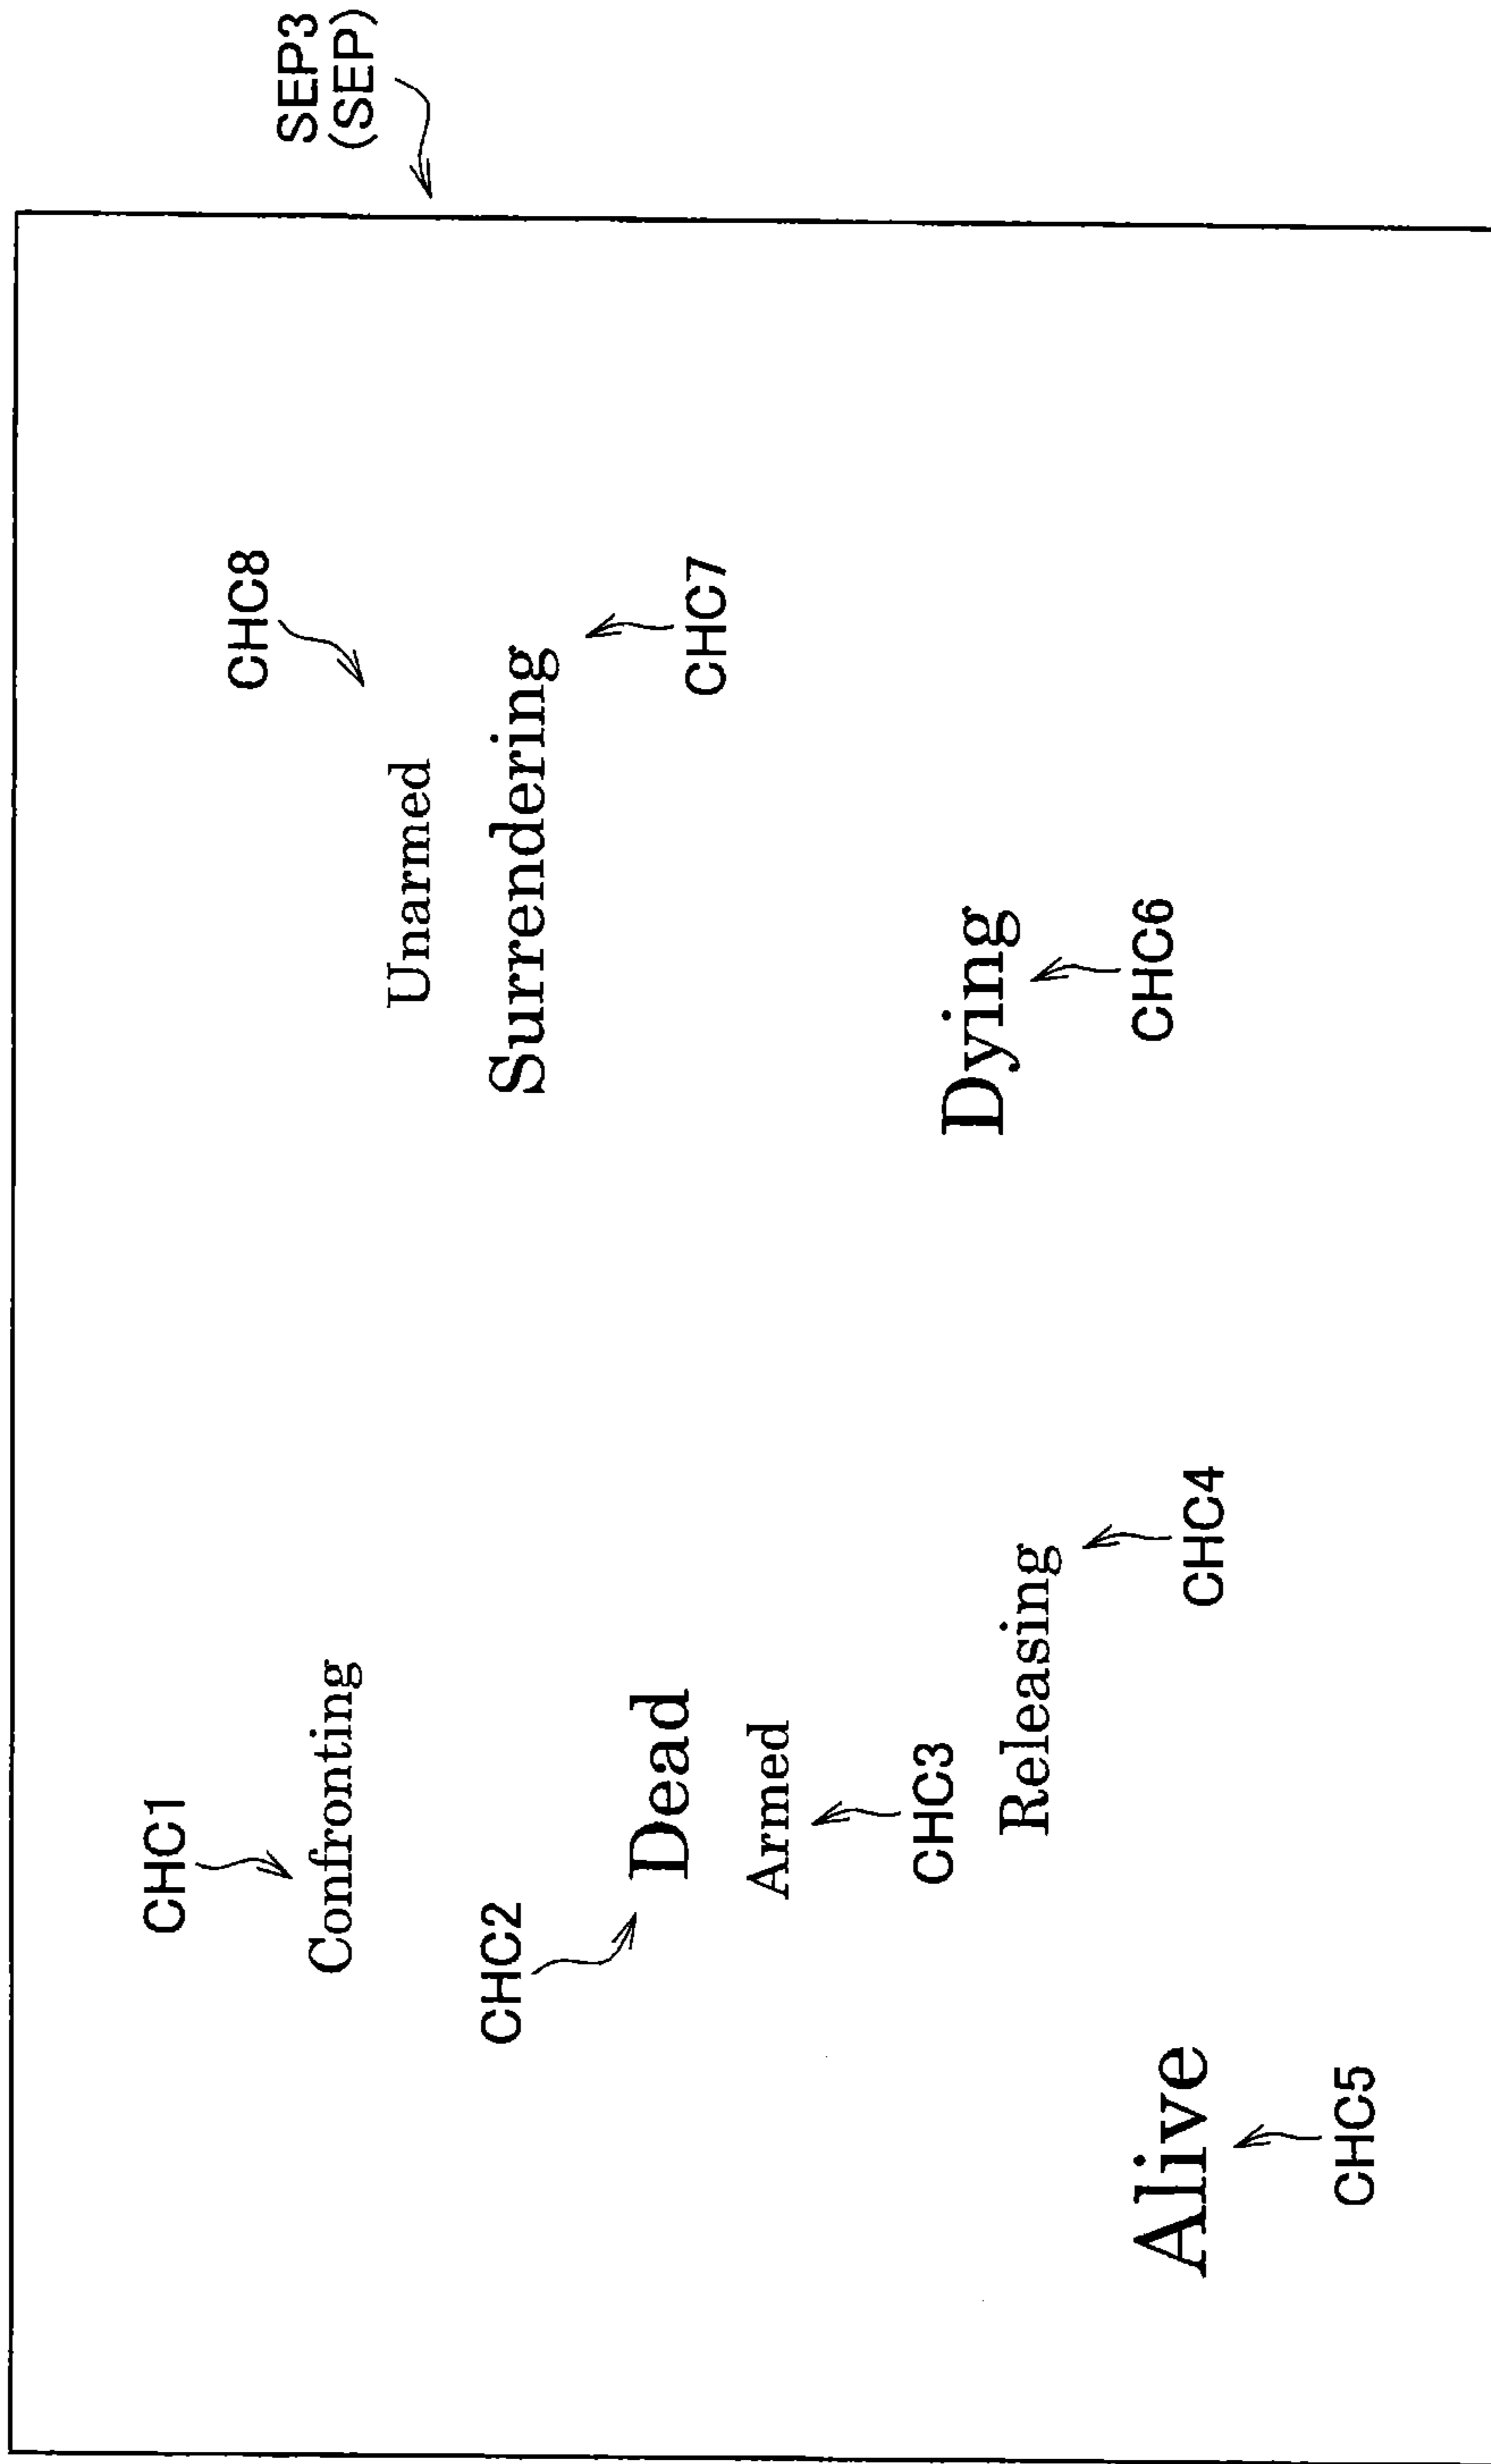 SEP3
(SEP)
CHC1
Confronting
CHC8
Unarmed
CHC2
Surrendering
Dead
CHC7
Armed
CHC3
Dying
Releasing
CHC6
CHC4
Alive
CHC5